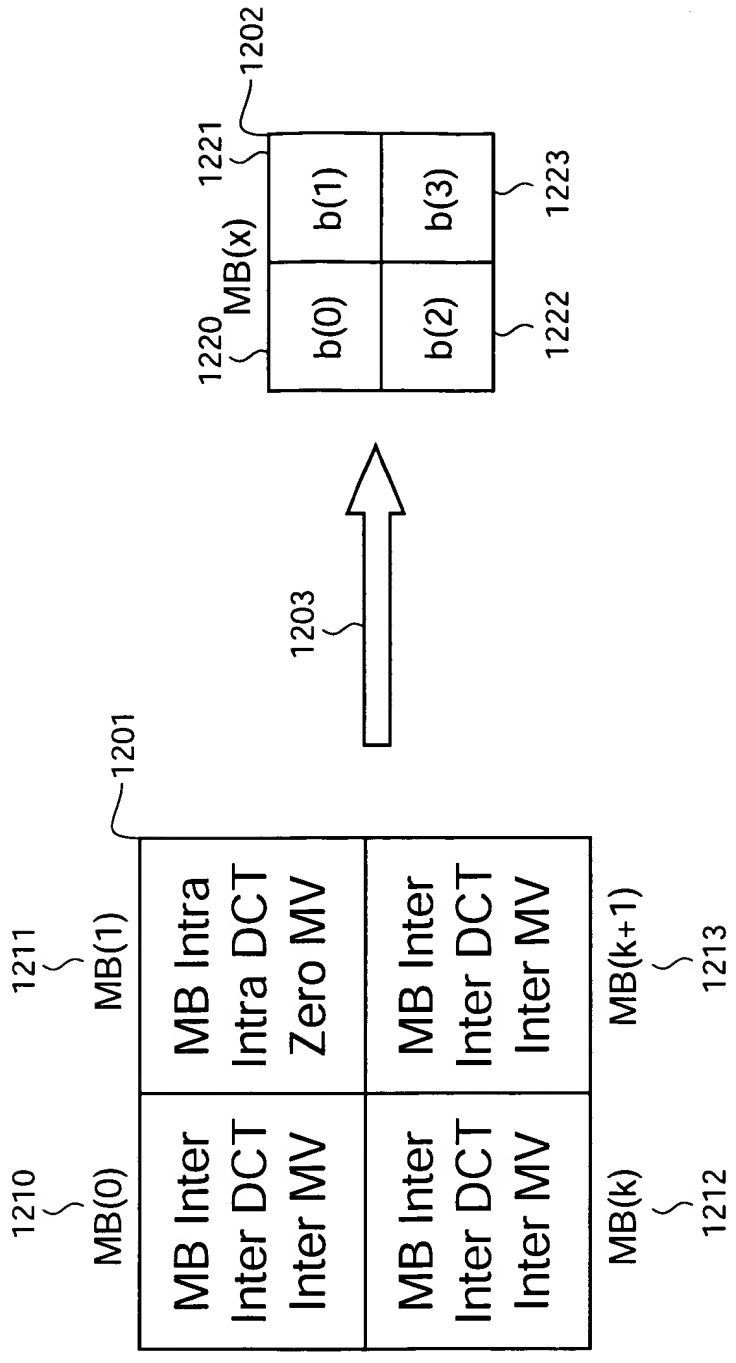 1210
MB(0)
1211
MB(1)
1201
MB Inter
Inter DCT
Inter MV
MB Intra
Intra DCT
Zero MV
MB Inter
Inter DCT
Inter MV
MB Inter
Inter DCT
Inter MV
MB(k)
1212
MB(k+1)
1213
1203
1220
MB(x)
1221
1202
b(0)
b(1)
b(2)
b(3)
1222
1223